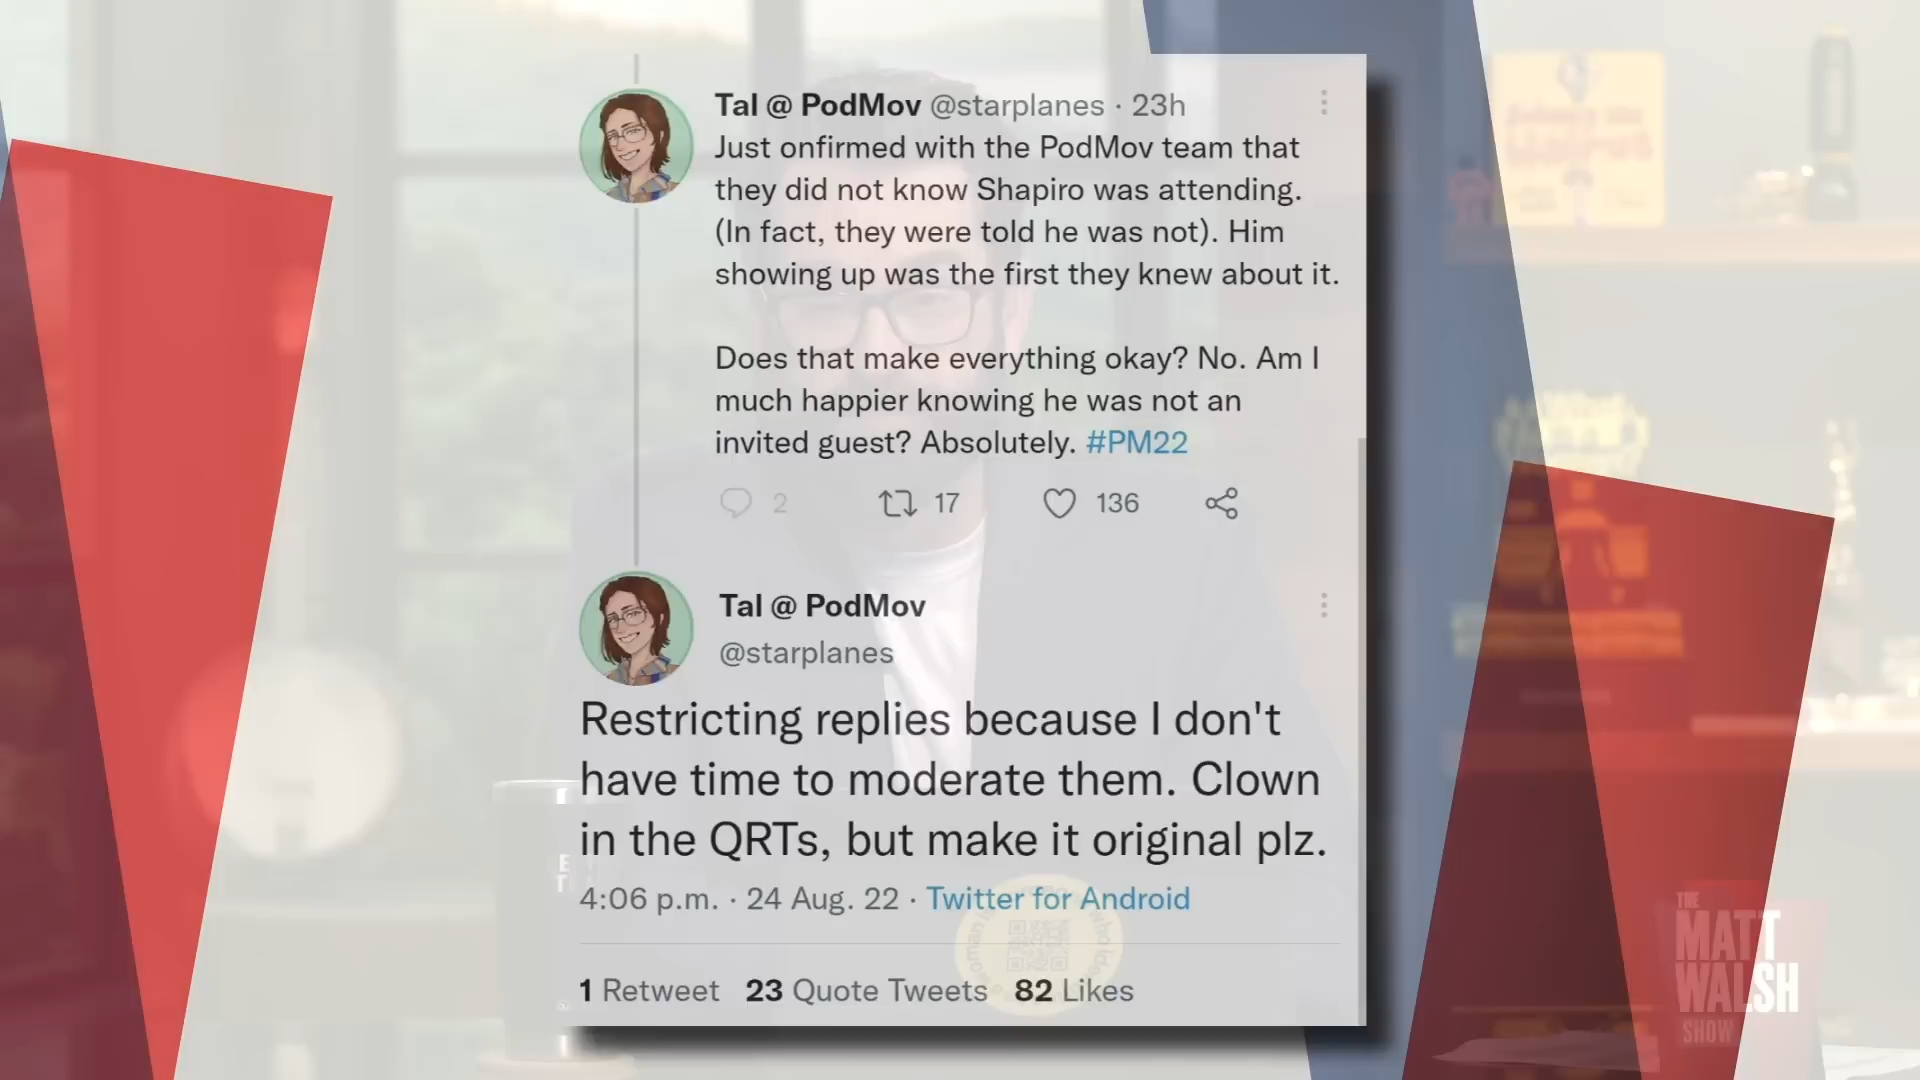 Tal @ PodMov @starplanes · 23h
Just onfirmed with the PodMov team that
they did not know Shapiro was attending.
(In fact, they were told he was not). Him
showing up was the first they knew about it.
Does that make everything okay? No. Am I
much happier knowing he was not an
invited guest? Absolutely. #PM22
2 17 136
Tal @ PodMov
@starplanes
Restricting replies because I don't
have time to moderate them. Clown
in the QRTs, but make it original plz.
4:06 p.m. · 24 Aug. 22 · Twitter for Android
1 Retweet 23 Quote Tweets 82 Likes
THE
MATT
WALSH
SHOW